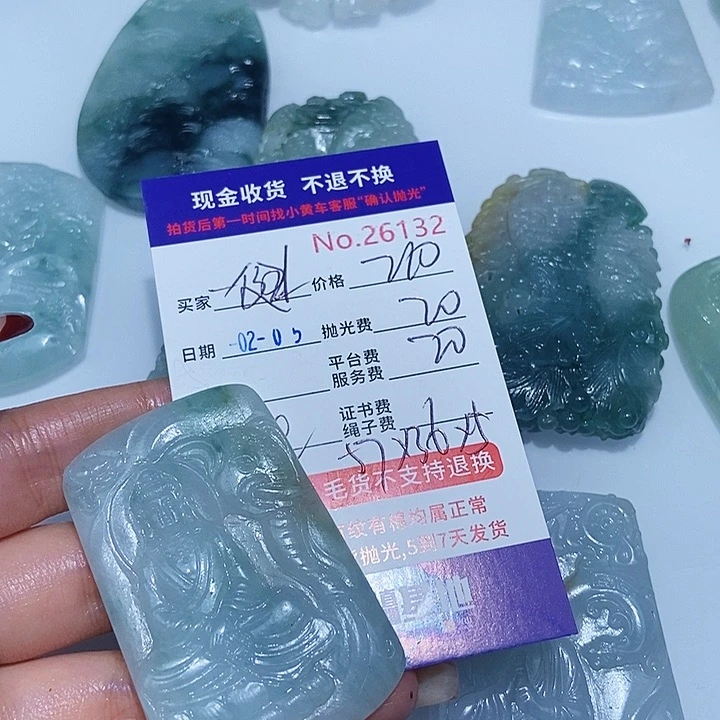 现金收货 不退不换
拍货后第一时间找小黄车客服“确认抛光”
No.26132
买家 价格
日期 -02-05 抛光费 20
平台费
服务费 20
证书费
绳子费
57x36x5
毛货不支持退换
纹有棉均属正常
抛光,5到7天发货